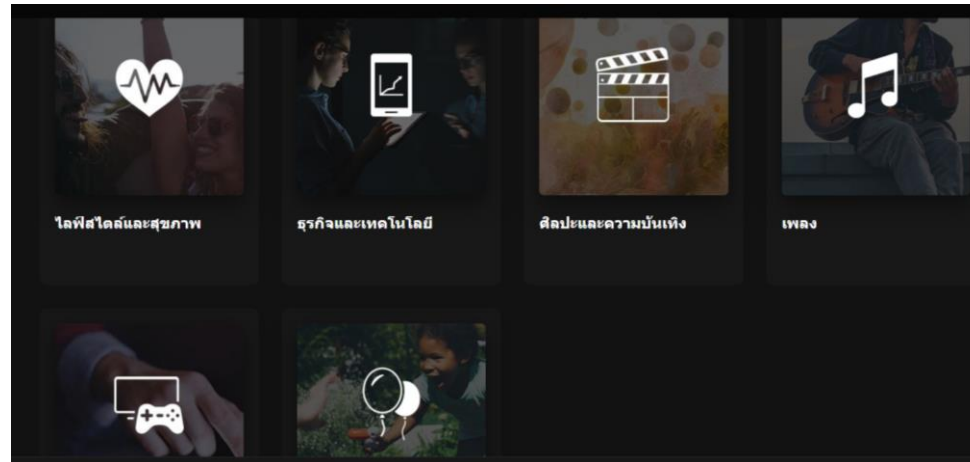 ไลฟ์สไตล์และสุขภาพ
ธุรกิจและเทคโนโลยี
ศิลปะและความบันเทิง
เพลง